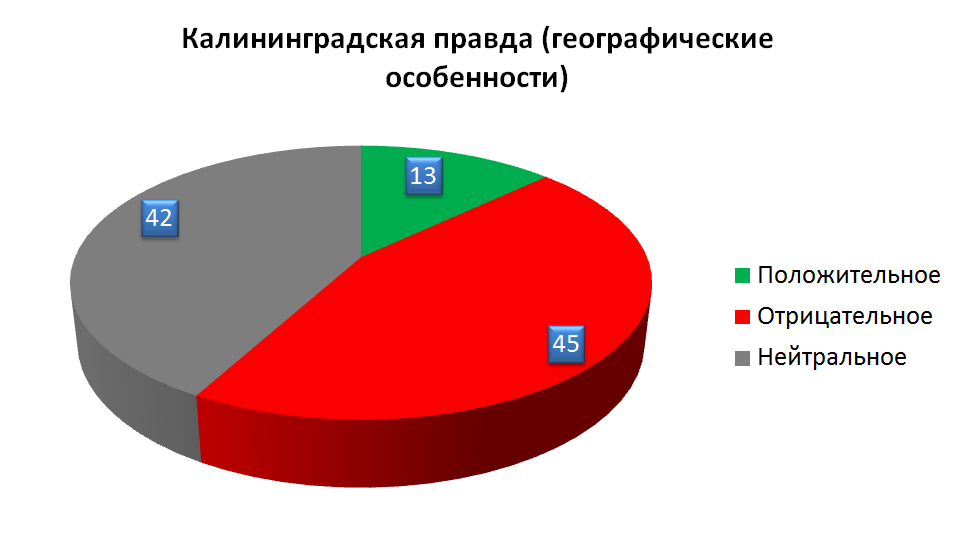 Калининградская правда (географические
особенности)
13
42
45
Положительное
Отрицательное
Нейтральное